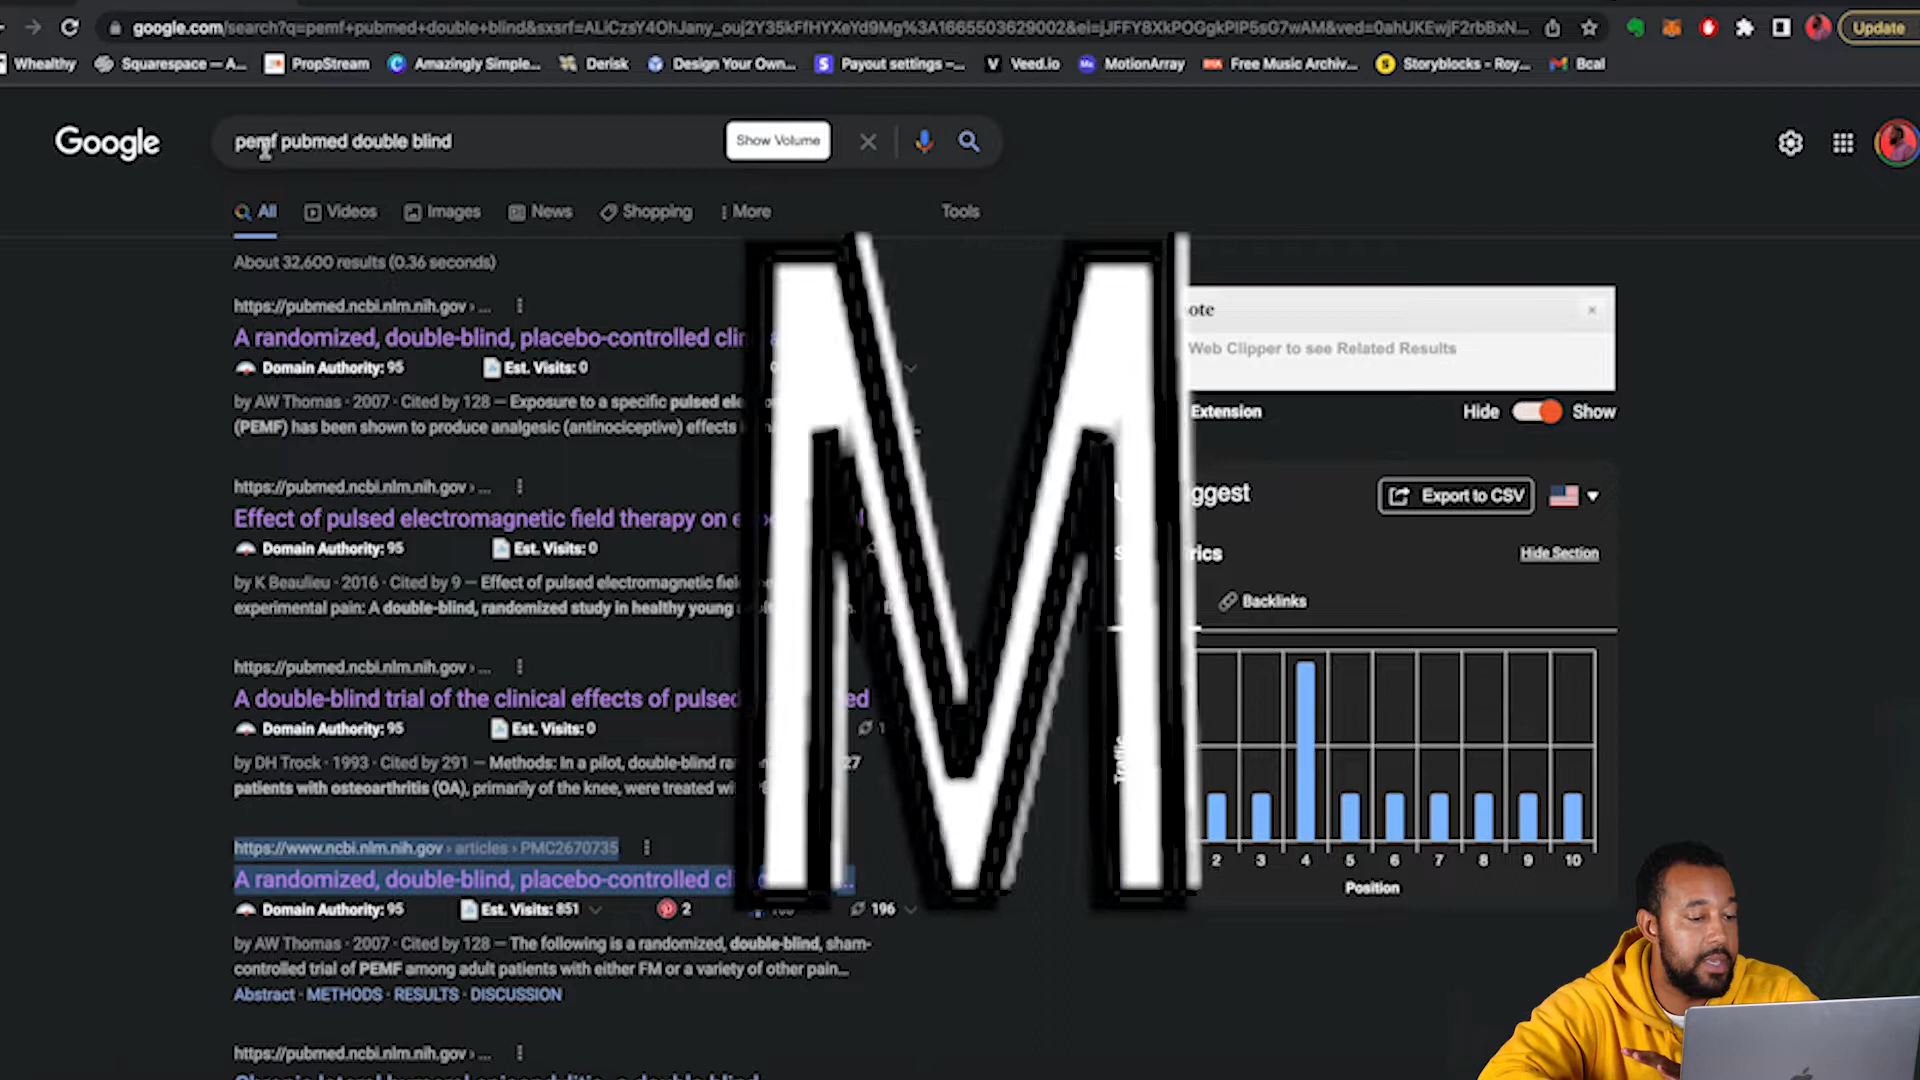 google.com/search?q=pemf+pubmed+double+blind&sxsrf=ALiCzsY4OhJany_ouj2Y35kFfHYXeYd9Mg%3A1665503629002&ei=jJFFY8XkPOGgkPIP5sG7wAM&ved=0ahUKEwjF2rbBxN...
Update
Whealthy
Squarespace — A...
PropStream
Amazingly Simple...
Derisk
Design Your Own...
Payout settings –...
Veed.io
MotionArray
Free Music Archiv...
Storyblocks - Roy...
Bcal
Google
pemf pubmed double blind
Show Volume
All
Videos
Images
News
Shopping
More
Tools
About 32,600 results (0.36 seconds)
https://pubmed.ncbi.nlm.nih.gov › ...
A randomized, double-blind, placebo-controlled
Domain Authority: 95
Est. Visits: 0
by AW Thomas · 2007 · Cited by 128 — Exposure to a specific pulsed
(PEMF) has been shown to produce analgesic (antinociceptive) effects
https://pubmed.ncbi.nlm.nih.gov › ...
Effect of pulsed electromagnetic field therapy on
Domain Authority: 95
Est. Visits: 0
by K Beaulieu · 2016 · Cited by 9 — Effect of pulsed electromagnetic
experimental pain: A double-blind, randomized study in healthy young
https://pubmed.ncbi.nlm.nih.gov › ...
A double-blind trial of the clinical effects of pulsed
Domain Authority: 95
Est. Visits: 0
by DH Trock · 1993 · Cited by 291 — Methods: In a pilot, double-blind 27
patients with osteoarthritis (OA), primarily of the knee, were treated
https://www.ncbi.nlm.nih.gov › articles › PMC2670735
A randomized, double-blind, placebo-controlled
Domain Authority: 95
Est. Visits: 851
2
196
by AW Thomas · 2007 · Cited by 128 — The following is a randomized, double-blind, sham-
controlled trial of PEMF among adult patients with either FM or a variety of other pain...
Abstract · METHODS · RESULTS · DISCUSSION
https://pubmed.ncbi.nlm.nih.gov › ...
M
ote
Web Clipper to see Related Results
Extension
Hide
Show
ggest
Export to CSV
rics
Hide Section
Backlinks
Traffic
2 3 4 5 6 7 8 9 10
Position